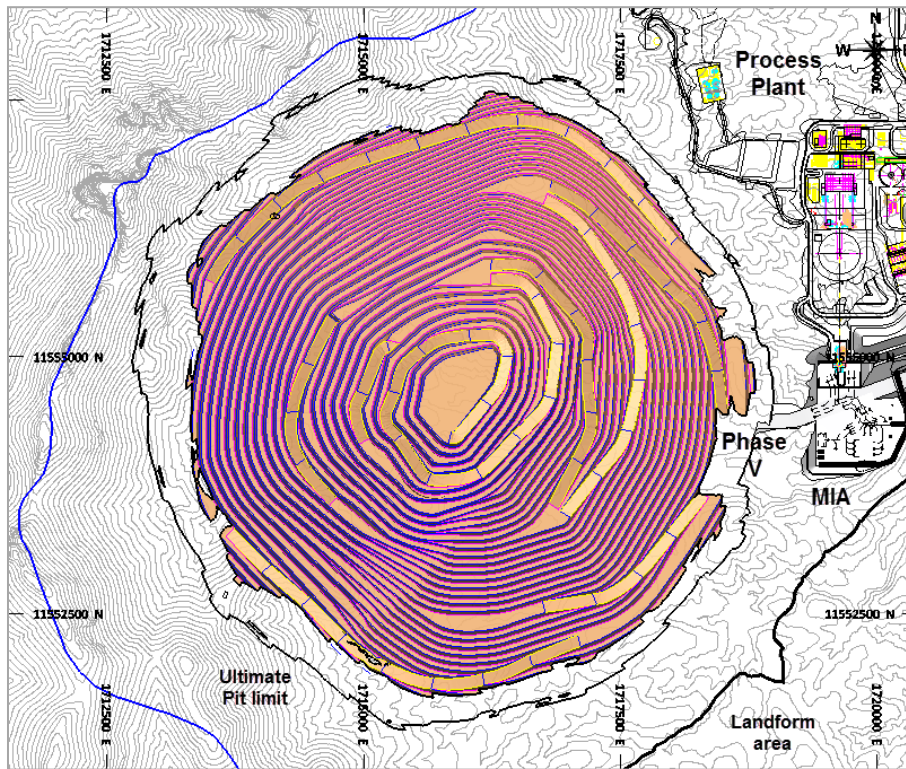 1712500 E
1715000 E
1717500 E
N
W
Process
Plant
11555000 N
11555000 N
Phase
V
MIA
11552500 N
11552500 N
Ultimate
Pit limit
1712500 E
1715000 E
1717500 E
1720000 E
Landform
area